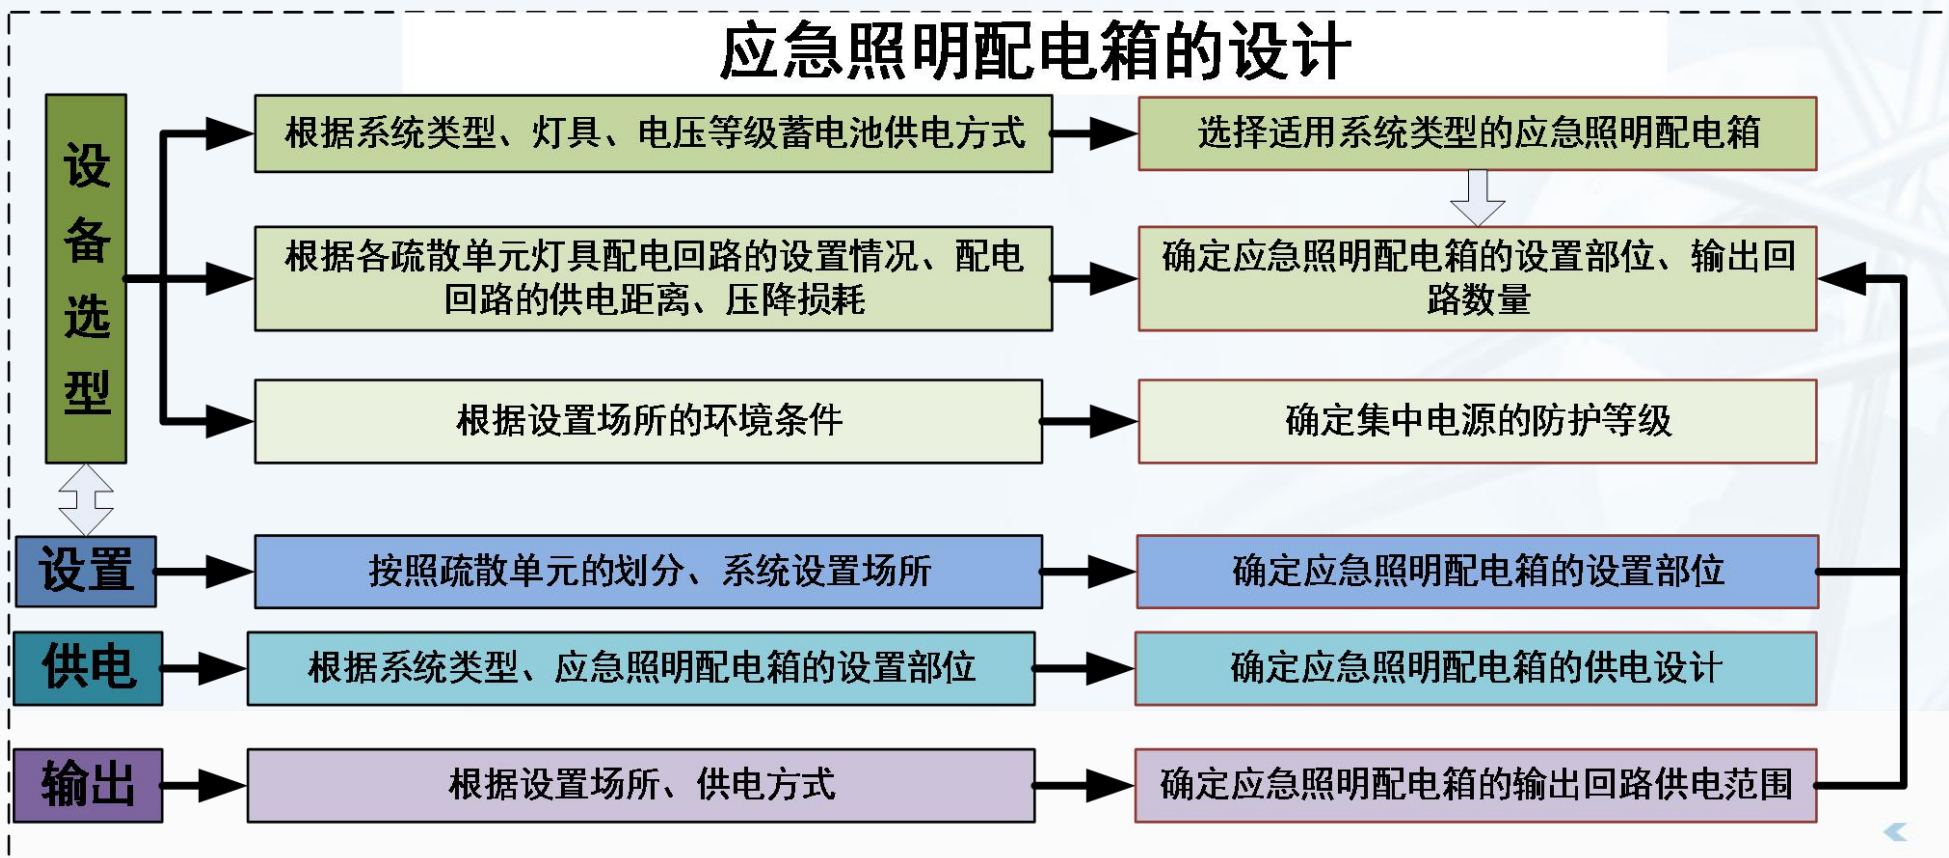 应急照明配电箱的设计
设备选型
根据系统类型、灯具、电压等级蓄电池供电方式
选择适用系统类型的应急照明配电箱
根据各疏散单元灯具配电回路的设置情况、配电
回路的供电距离、压降损耗
确定应急照明配电箱的设置部位、输出回
路数量
根据设置场所的环境条件
确定集中电源的防护等级
设置
按照疏散单元的划分、系统设置场所
确定应急照明配电箱的设置部位
供电
根据系统类型、应急照明配电箱的设置部位
确定应急照明配电箱的供电设计
输出
根据设置场所、供电方式
确定应急照明配电箱的输出回路供电范围